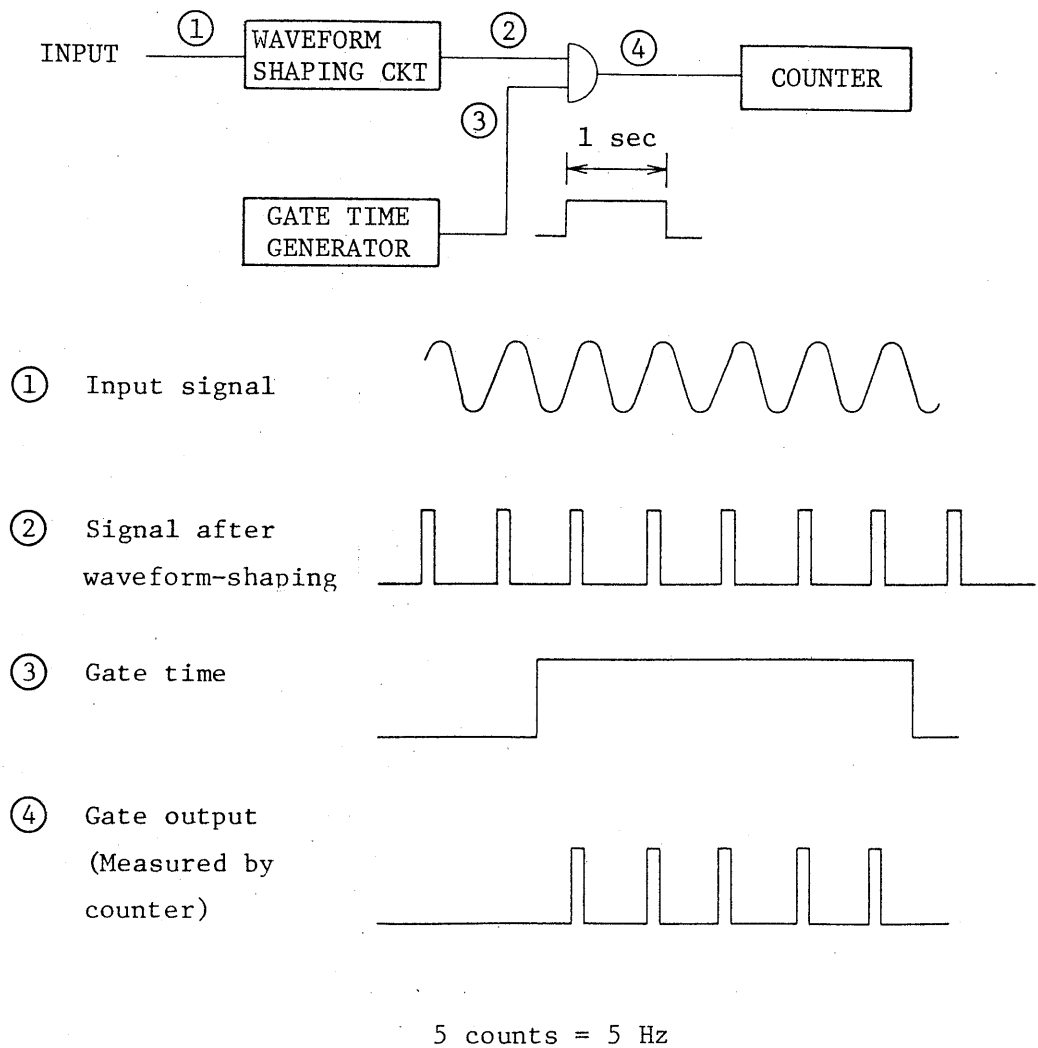 ①
INPUT
WAVEFORM
SHAPING CKT
②
④
COUNTER
③
1 sec
GATE TIME
GENERATOR
① Input signal
② Signal after
waveform-shaping
③ Gate time
④ Gate output
(Measured by
counter)
5 counts = 5 Hz